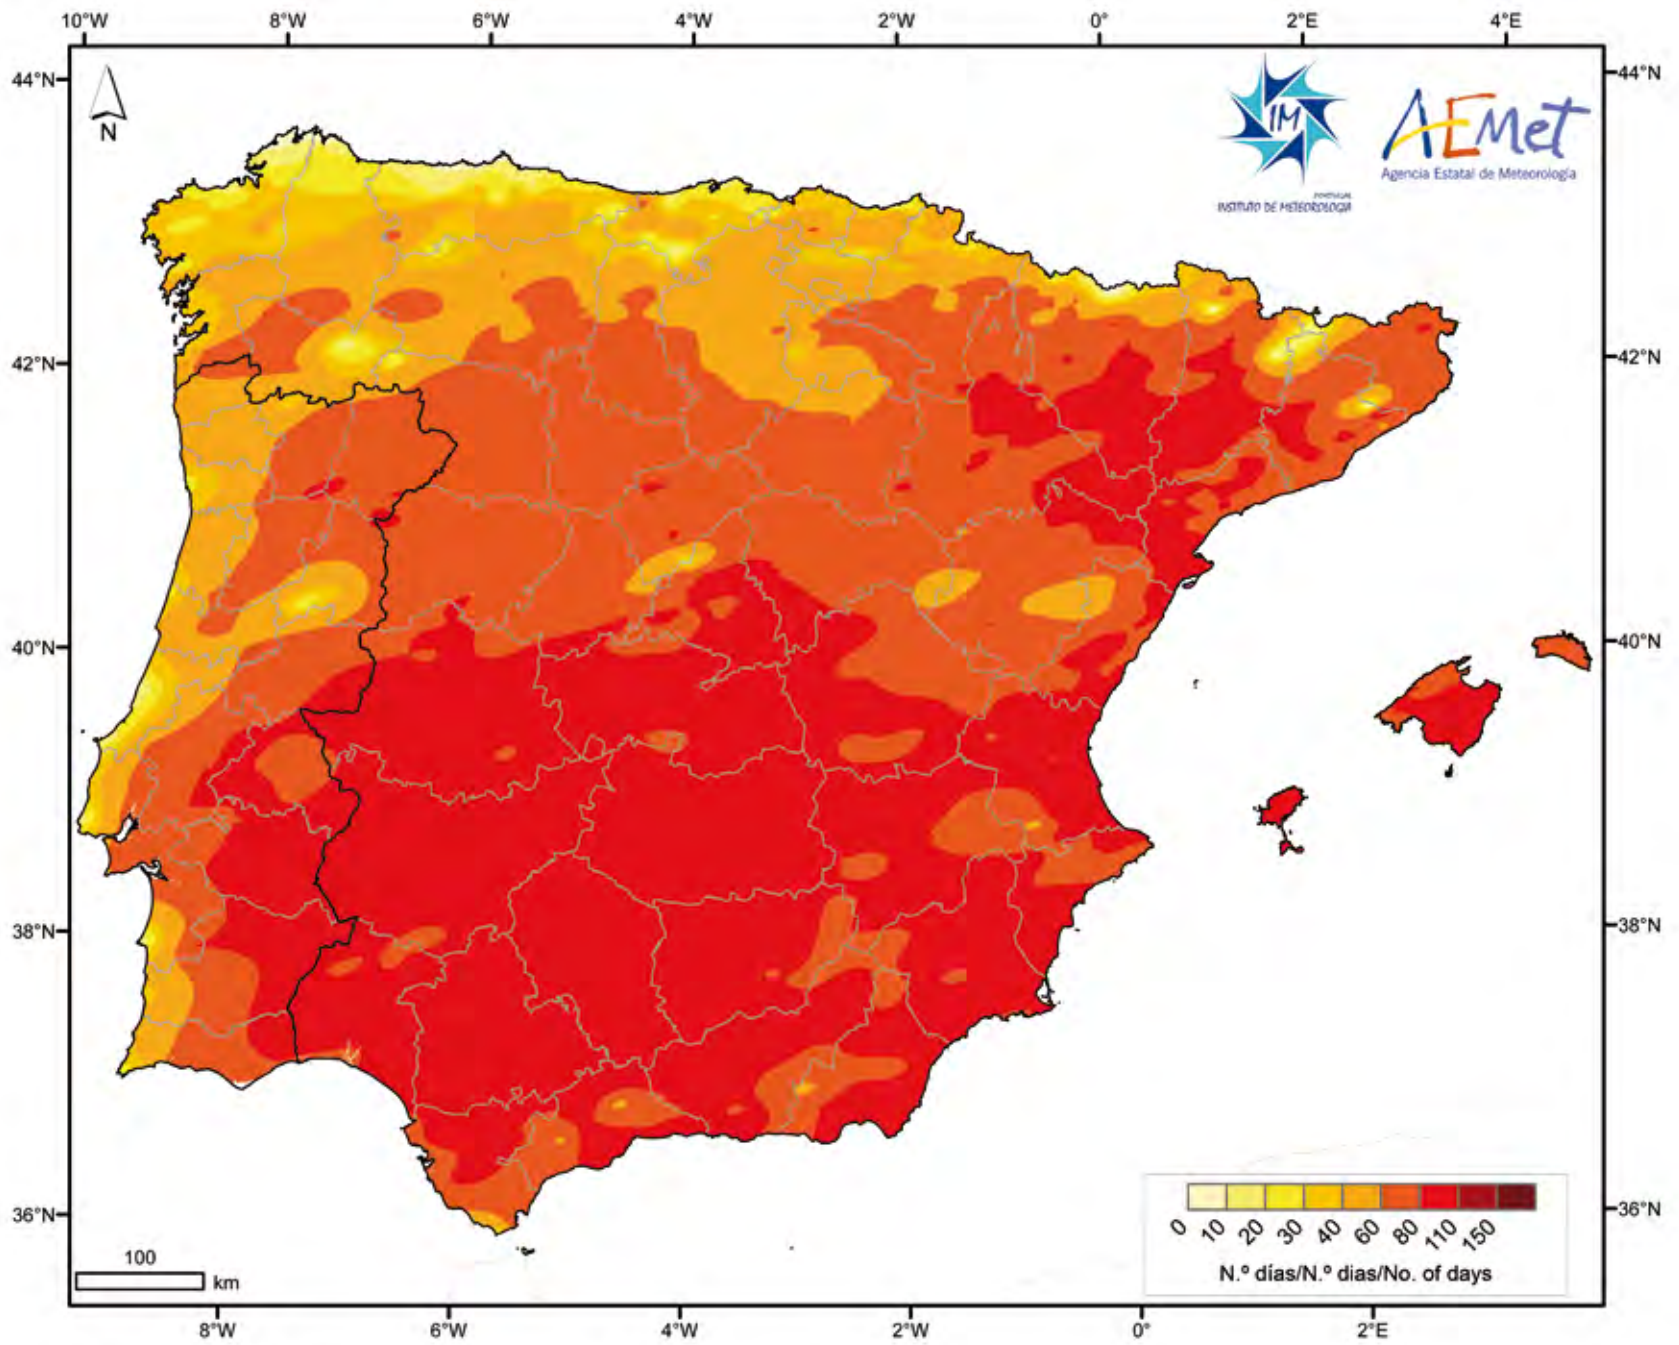 10°W 8°W 6°W 4°W 2°W 0° 2°E 4°E
44°N 44°N
N
IM
AEMet
Agencia Estatal de Meteorología
PORTUGAL
INSTITUTO DE METEOROLOGIA
42°N 42°N
40°N 40°N
38°N 38°N
36°N 36°N
0 10 20 30 40 60 80 110 150
N.º días/N.º dias/No. of days
100
km
8°W 6°W 4°W 2°W 0° 2°E